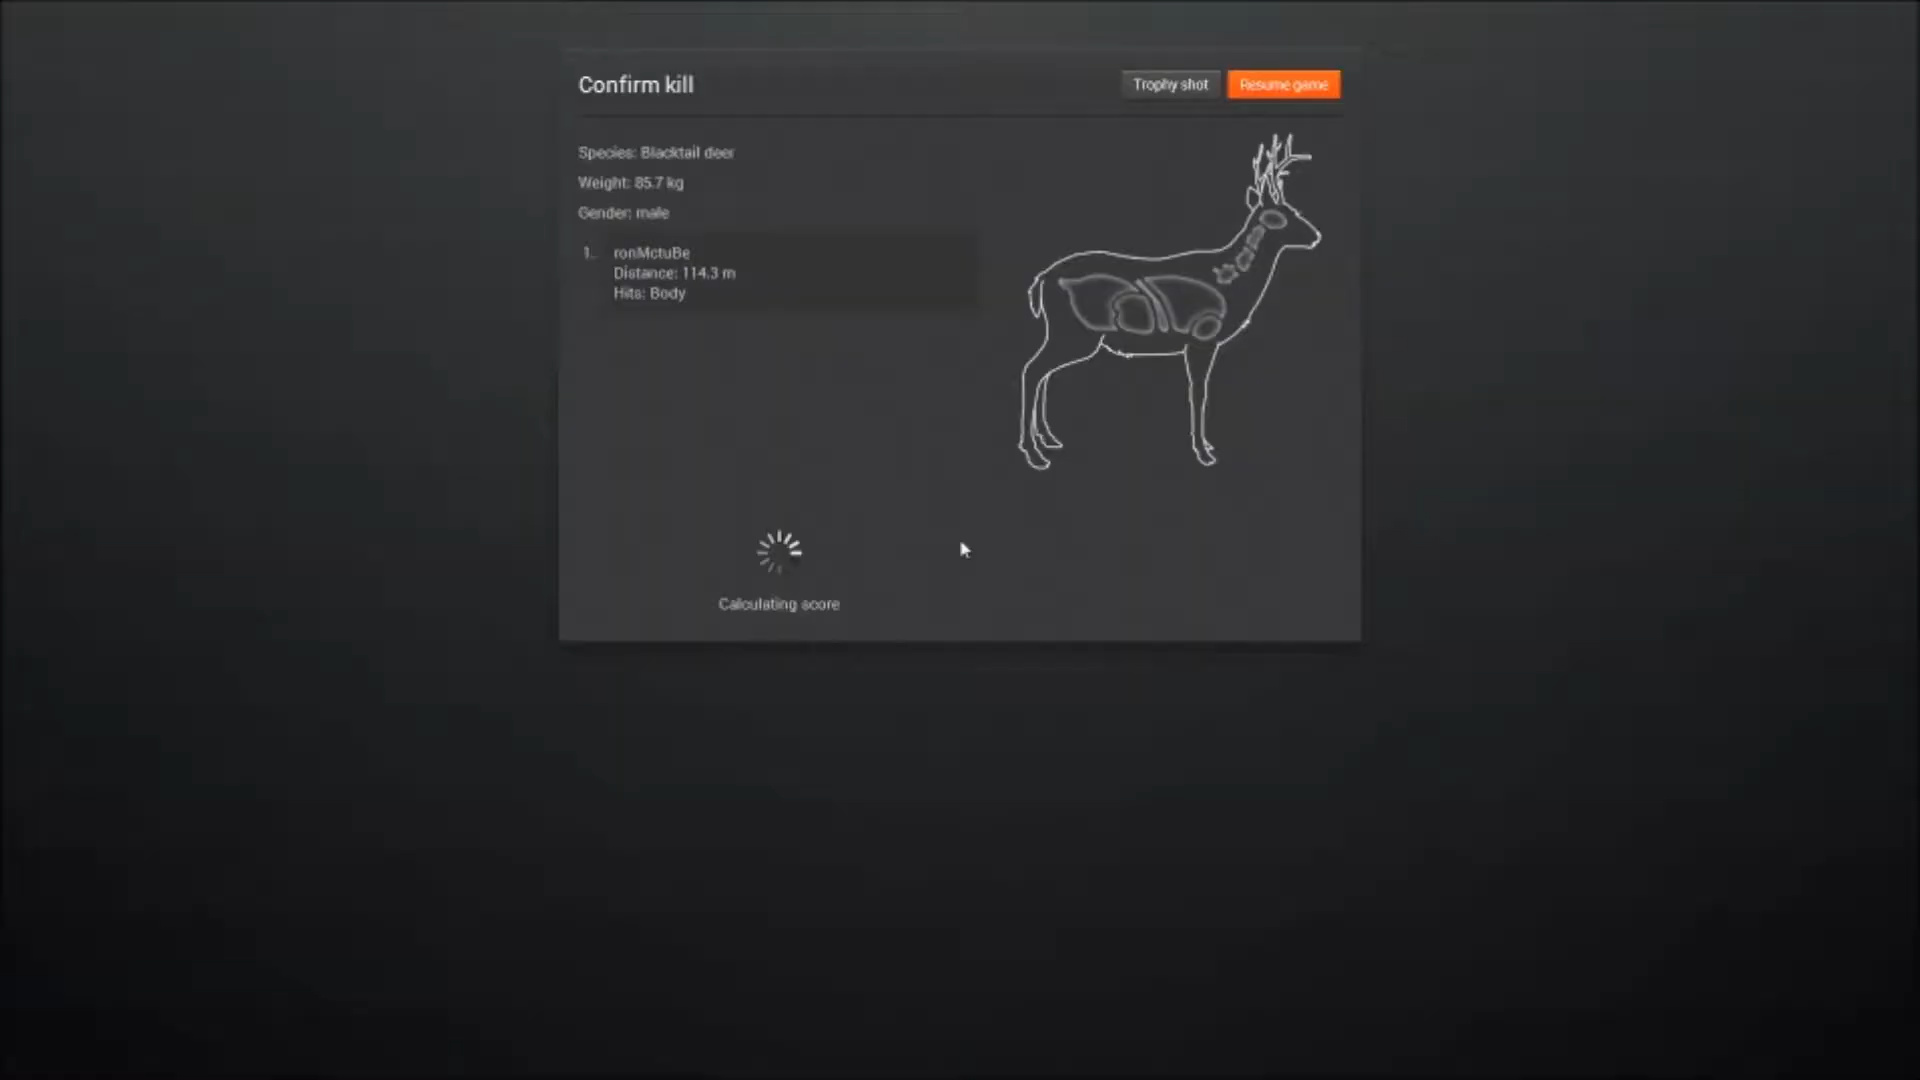 Confirm kill
Trophy shot
Resume game
Species: Blacktail deer
Weight: 85.7 kg
Gender: male
1. ronMctuBe
Distance: 114.3 m
Hits: Body
Calculating score